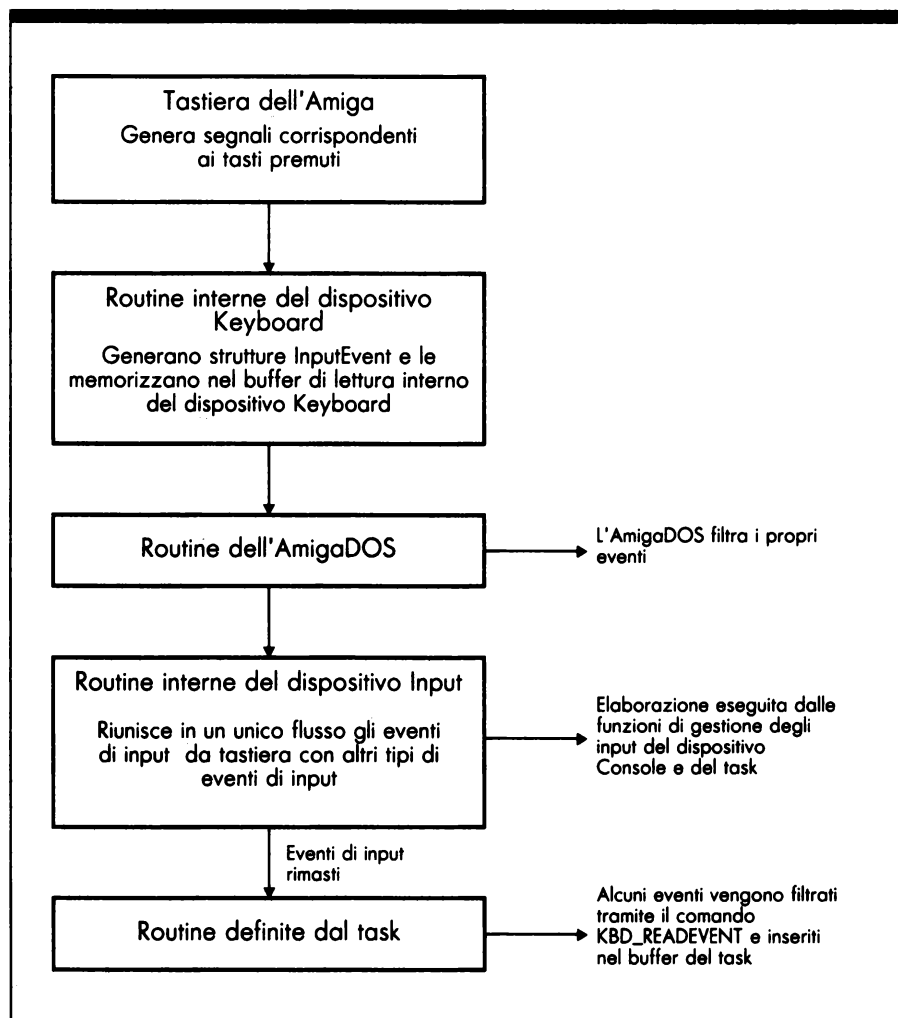 Tastiera dell'Amiga
Genera segnali corrispondenti
ai tasti premuti
Routine interne del dispositivo
Keyboard
Generano strutture InputEvent e le
memorizzano nel buffer di lettura interno
del dispositivo Keyboard
Routine dell'AmigaDOS
L'AmigaDOS filtra i propri
eventi
Routine interne del dispositivo Input
Riunisce in un unico flusso gli eventi
di input da tastiera con altri tipi di
eventi di input
Elaborazione eseguita dalle
funzioni di gestione degli
input del dispositivo
Console e del task
Eventi di input
rimasti
Routine definite dal task
Alcuni eventi vengono filtrati
tramite il comando
KBD_READEVENT e inseriti
nel buffer del task